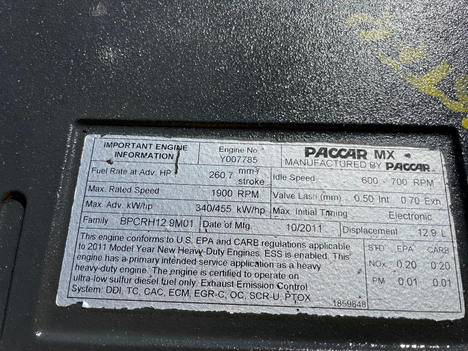 IMPORTANT ENGINE INFORMATION
Engine No. Y007785
PACCAR MX
MANUFACTURED BY PACCAR
Fuel Rate at Adv. HP 260.7 mm³ stroke
Idle Speed 600 - 700 RPM
Max. Rated Speed 1900 RPM
Valve Lash (mm) 0.50 Int 0.70 Exh
Max. Adv. kW/hp 340/455 kW/hp
Max. Initial Timing Electronic
Family BPCRH12.9M01
Date of Mfg. 10/2011
Displacement 12.9 L
This engine conforms to U.S. EPA and CARB regulations applicable
to 2011 Model Year New Heavy-Duty Engines. ESS is enabled. This
engine has a primary intended service application as a heavy
heavy-duty engine. The engine is certified to operate on
ultra-low sulfur diesel fuel only. Exhaust Emission Control
System: DDI, TC, CAC, ECM, EGR-C, OC, SCR-U, PTOX
STD EPA CARB
NOx 0.20 0.20
PM 0.01 0.01
1859848